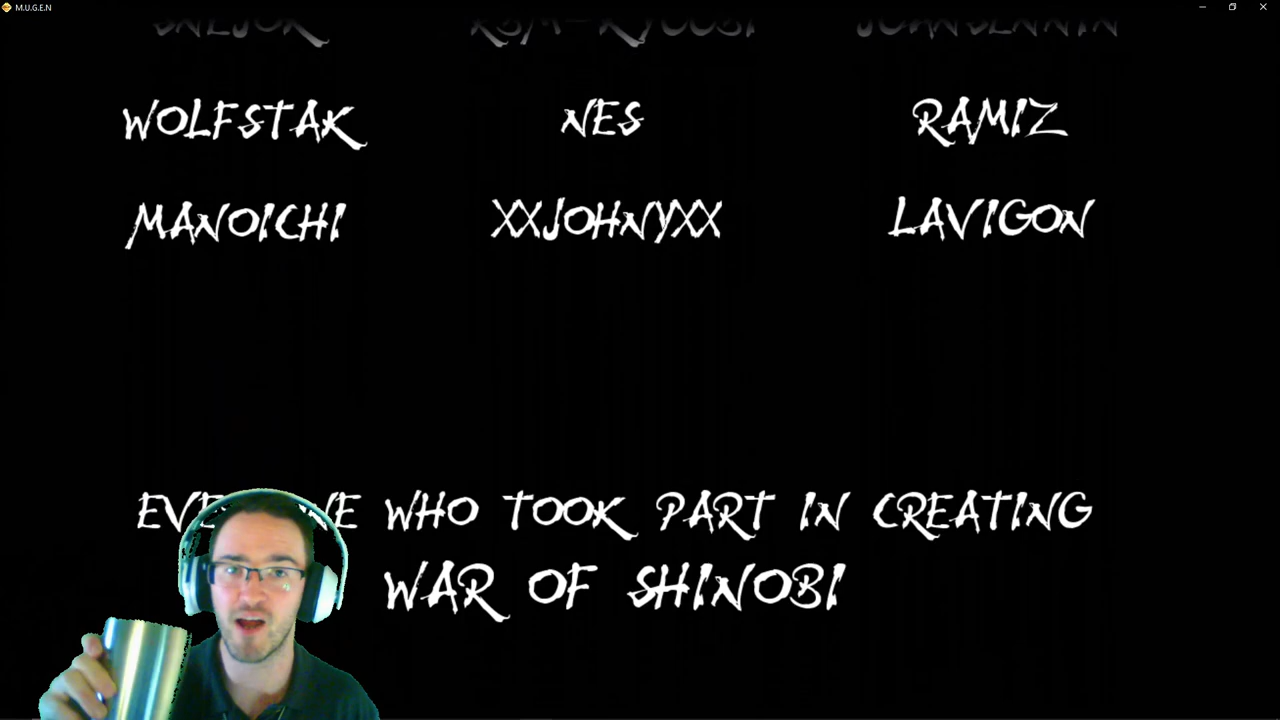 M.U.G.E.N
WOLFSTAK NES RAMIZ
MANOICHI XXJOHNYXX LAVIGON
WHO TOOK PART IN CREATING
WAR OF SHINOBI